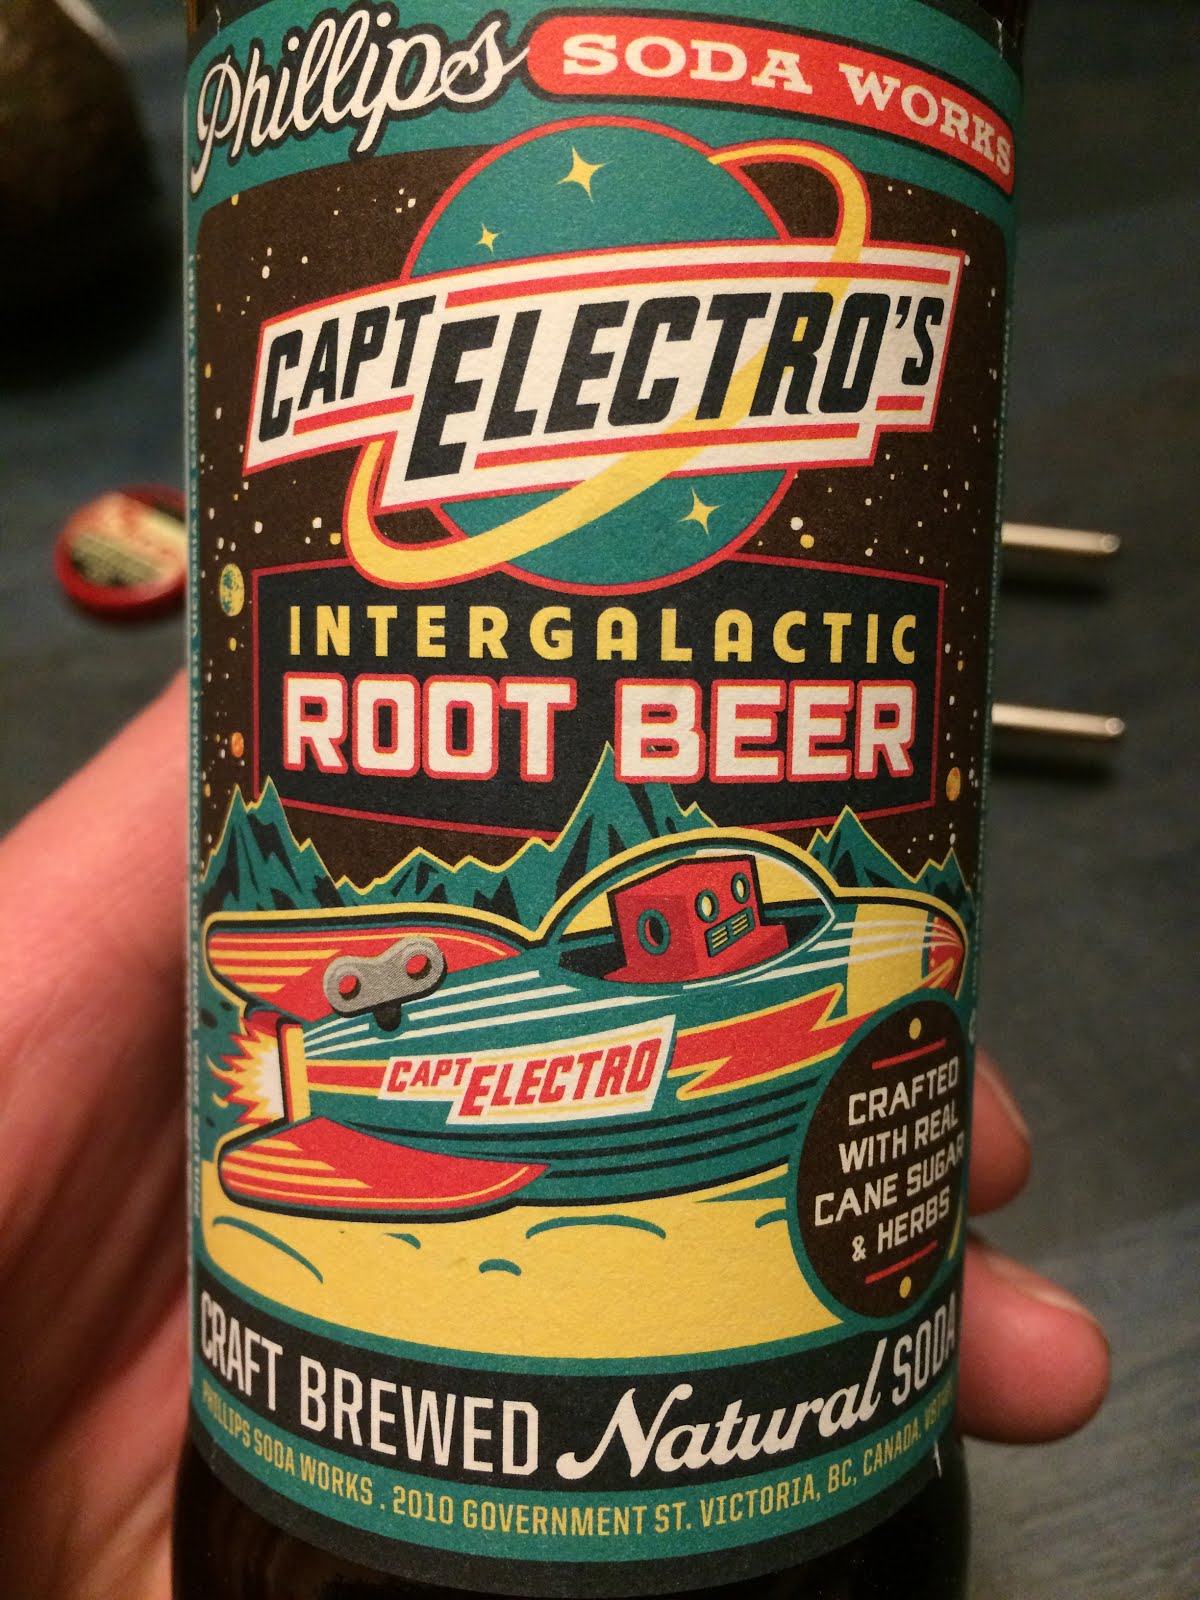 Phillips SODA WORKS
CAPT ELECTRO'S
INTERGALACTIC
ROOT BEER
CAPT ELECTRO
CRAFTED
WITH REAL
CANE SUGAR
& HERBS
CRAFT BREWED Natural SODA
PHILLIPS SODA WORKS . 2010 GOVERNMENT ST. VICTORIA, BC, CANADA.